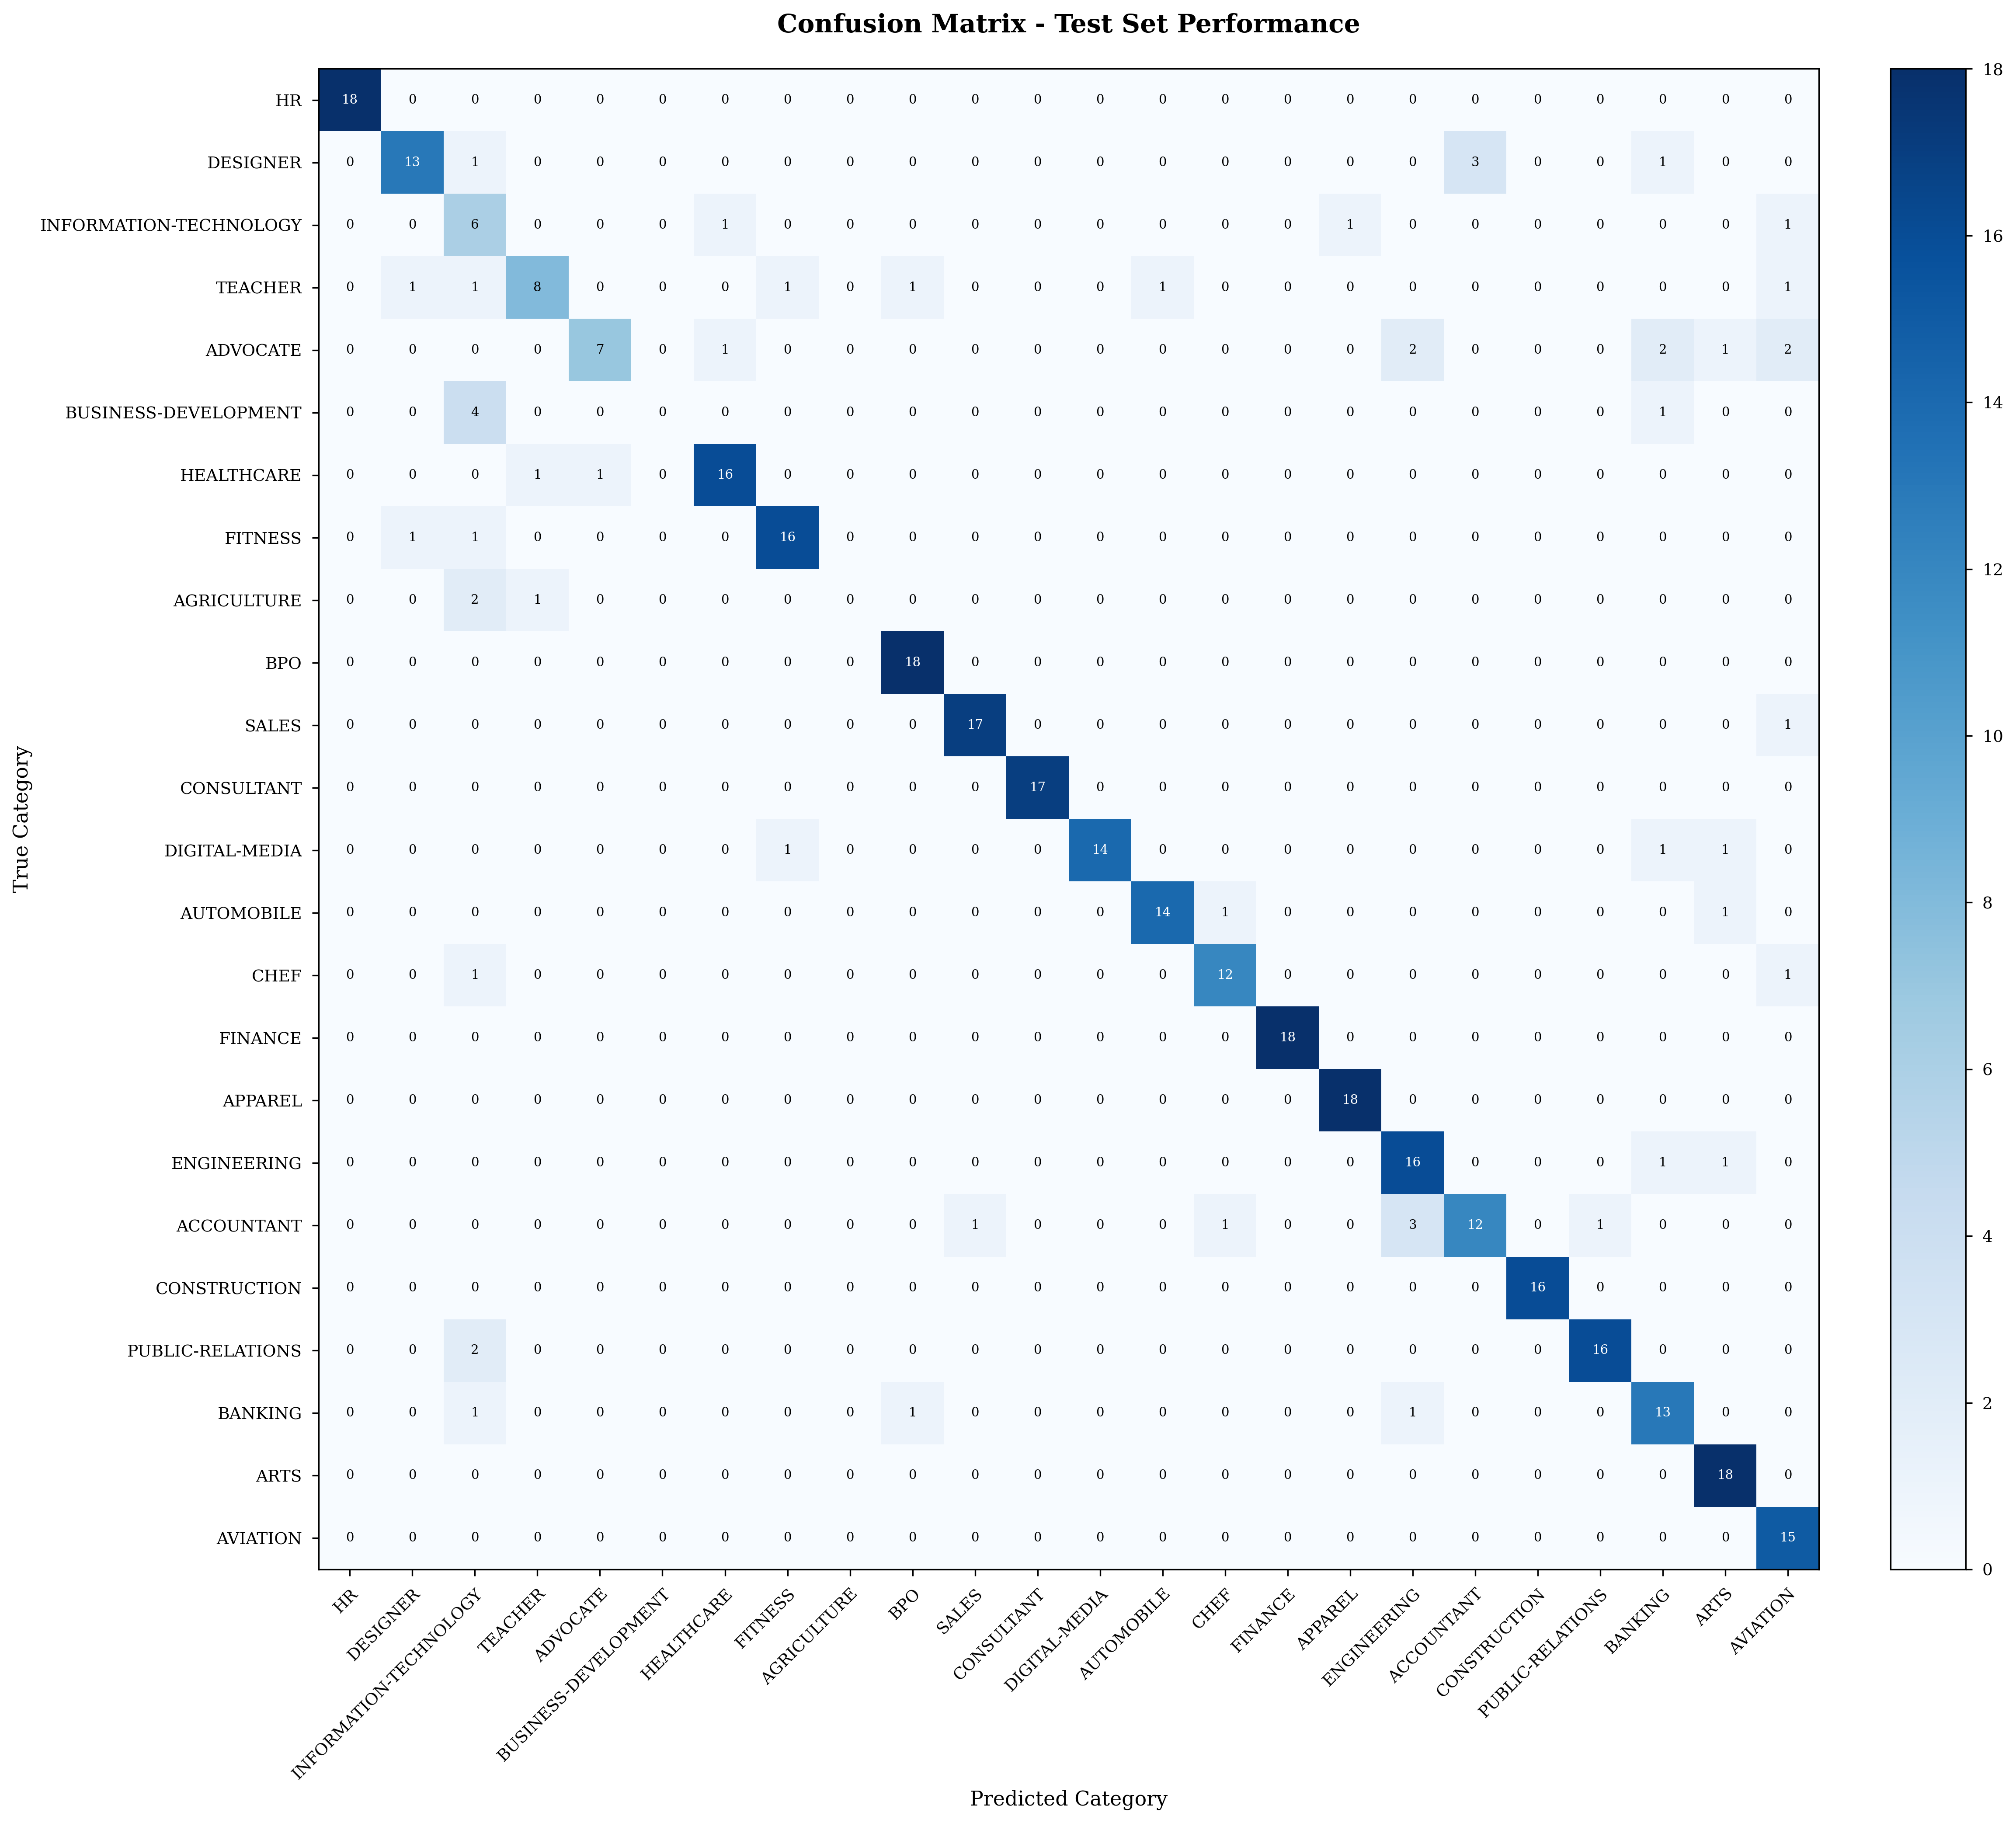 Confusion Matrix - Test Set Performance
HR 18 0 0 0 0 0 0 0 0 0 0 0 0 0 0 0 0 0 0 0 0 0 0 0
DESIGNER 0 13 1 0 0 0 0 0 0 0 0 0 0 0 0 0 0 0 3 0 0 1 0 0
INFORMATION-TECHNOLOGY 0 0 6 0 0 0 1 0 0 0 0 0 0 0 0 0 1 0 0 0 0 0 0 1
TEACHER 0 1 1 8 0 0 0 1 0 1 0 0 0 1 0 0 0 0 0 0 0 0 0 1
ADVOCATE 0 0 0 0 7 0 1 0 0 0 0 0 0 0 0 0 0 2 0 0 0 2 1 2
BUSINESS-DEVELOPMENT 0 0 4 0 0 0 0 0 0 0 0 0 0 0 0 0 0 0 0 0 0 1 0 0
HEALTHCARE 0 0 0 1 1 0 16 0 0 0 0 0 0 0 0 0 0 0 0 0 0 0 0 0
FITNESS 0 1 1 0 0 0 0 16 0 0 0 0 0 0 0 0 0 0 0 0 0 0 0 0
AGRICULTURE 0 0 2 1 0 0 0 0 0 0 0 0 0 0 0 0 0 0 0 0 0 0 0 0
BPO 0 0 0 0 0 0 0 0 0 18 0 0 0 0 0 0 0 0 0 0 0 0 0 0
SALES 0 0 0 0 0 0 0 0 0 0 17 0 0 0 0 0 0 0 0 0 0 0 0 1
CONSULTANT 0 0 0 0 0 0 0 0 0 0 0 17 0 0 0 0 0 0 0 0 0 0 0 0
DIGITAL-MEDIA 0 0 0 0 0 0 0 1 0 0 0 0 14 0 0 0 0 0 0 0 0 1 1 0
AUTOMOBILE 0 0 0 0 0 0 0 0 0 0 0 0 0 14 1 0 0 0 0 0 0 0 1 0
CHEF 0 0 1 0 0 0 0 0 0 0 0 0 0 0 12 0 0 0 0 0 0 0 0 1
FINANCE 0 0 0 0 0 0 0 0 0 0 0 0 0 0 0 18 0 0 0 0 0 0 0 0
APPAREL 0 0 0 0 0 0 0 0 0 0 0 0 0 0 0 0 18 0 0 0 0 0 0 0
ENGINEERING 0 0 0 0 0 0 0 0 0 0 0 0 0 0 0 0 0 16 0 0 0 1 1 0
ACCOUNTANT 0 0 0 0 0 0 0 0 0 0 1 0 0 0 1 0 0 3 12 0 1 0 0 0
CONSTRUCTION 0 0 0 0 0 0 0 0 0 0 0 0 0 0 0 0 0 0 0 16 0 0 0 0
PUBLIC-RELATIONS 0 0 2 0 0 0 0 0 0 0 0 0 0 0 0 0 0 0 0 0 16 0 0 0
BANKING 0 0 1 0 0 0 0 0 0 1 0 0 0 0 0 0 0 1 0 0 0 13 0 0
ARTS 0 0 0 0 0 0 0 0 0 0 0 0 0 0 0 0 0 0 0 0 0 0 18 0
AVIATION 0 0 0 0 0 0 0 0 0 0 0 0 0 0 0 0 0 0 0 0 0 0 0 15
True Category
HR
DESIGNER
INFORMATION-TECHNOLOGY
TEACHER
ADVOCATE
BUSINESS-DEVELOPMENT
HEALTHCARE
FITNESS
AGRICULTURE
BPO
SALES
CONSULTANT
DIGITAL-MEDIA
AUTOMOBILE
CHEF
FINANCE
APPAREL
ENGINEERING
ACCOUNTANT
CONSTRUCTION
PUBLIC-RELATIONS
BANKING
ARTS
AVIATION
Predicted Category
18
16
14
12
10
8
6
4
2
0